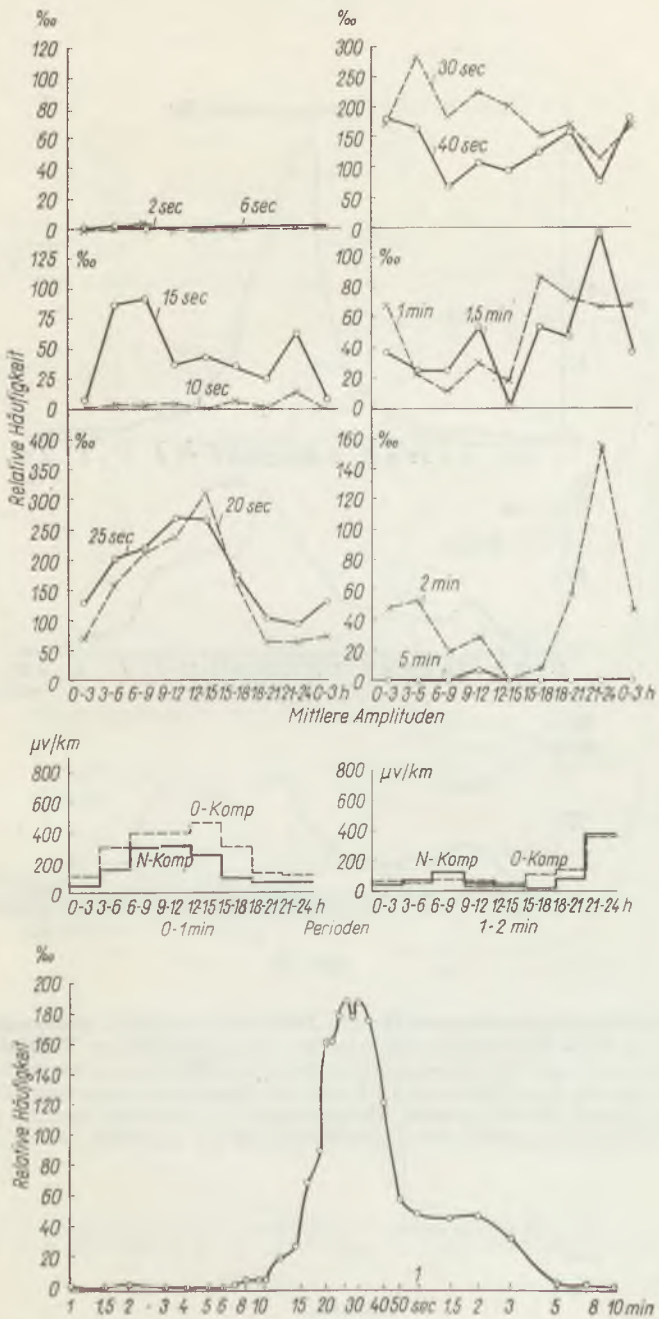 ‰ ‰
120 300
100 250 30 sec
80 200
60 150
40 100 40 sec
20 2 sec 6 sec 50
0 0
125 ‰ 100 ‰
100 15 sec 80 1 min 1,5 min
75 60
50 40
25 10 sec 20
0 0
Relative Häufigkeit
400 ‰ 160 ‰
350 140
300 20 sec 120
250 25 sec 100
200 80
150 60 2 min
100 40
50 20 5 min
0 0
0-3 3-6 6-9 9-12 12-15 15-18 18-21 21-24 0-3 h 0-3 3-6 6-9 9-12 12-15 15-18 18-21 21-24 0-3 h
Mittlere Amplituden
μv/km μv/km
800 800
600 600
400 O-Komp 400
200 N-Komp 200 N-Komp O-Komp
0 0
0-3 3-6 6-9 9-12 12-15 15-18 18-21 21-24 h 0-3 3-6 6-9 9-12 12-15 15-18 18-21 21-24 h
0-1min Perioden 1-2 min
‰
200
180
160
140
120
100
80
60
40
20
0
Relative Häufigkeit
1 1,5 2 3 4 5 6 8 10 15 20 30 40 50 sec 1 1,5 2 3 5 8 10 min